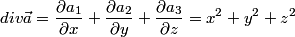 $div\vec{a} = \frac{\partial a_1}{\partial x} + \frac{\partial a_2}{\partial y} + \frac{\partial a_3}{\partial z} = x^2 + y^2 + z^2$